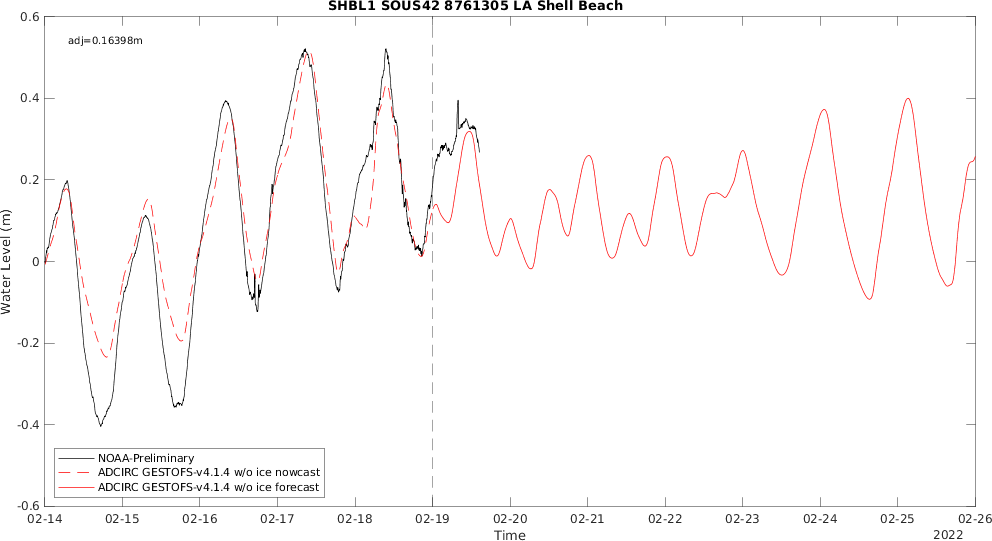 SHBL1 SOUS42 8761305 LA Shell Beach
adj=0.16398m
0.6
0.4
0.2
0
-0.2
-0.4
-0.6
Water Level (m)
NOAA-Preliminary
ADCIRC GESTOFS-v4.1.4 w/o ice nowcast
ADCIRC GESTOFS-v4.1.4 w/o ice forecast
02-14 02-15 02-16 02-17 02-18 02-19 02-20 02-21 02-22 02-23 02-24 02-25 02-26
Time
2022